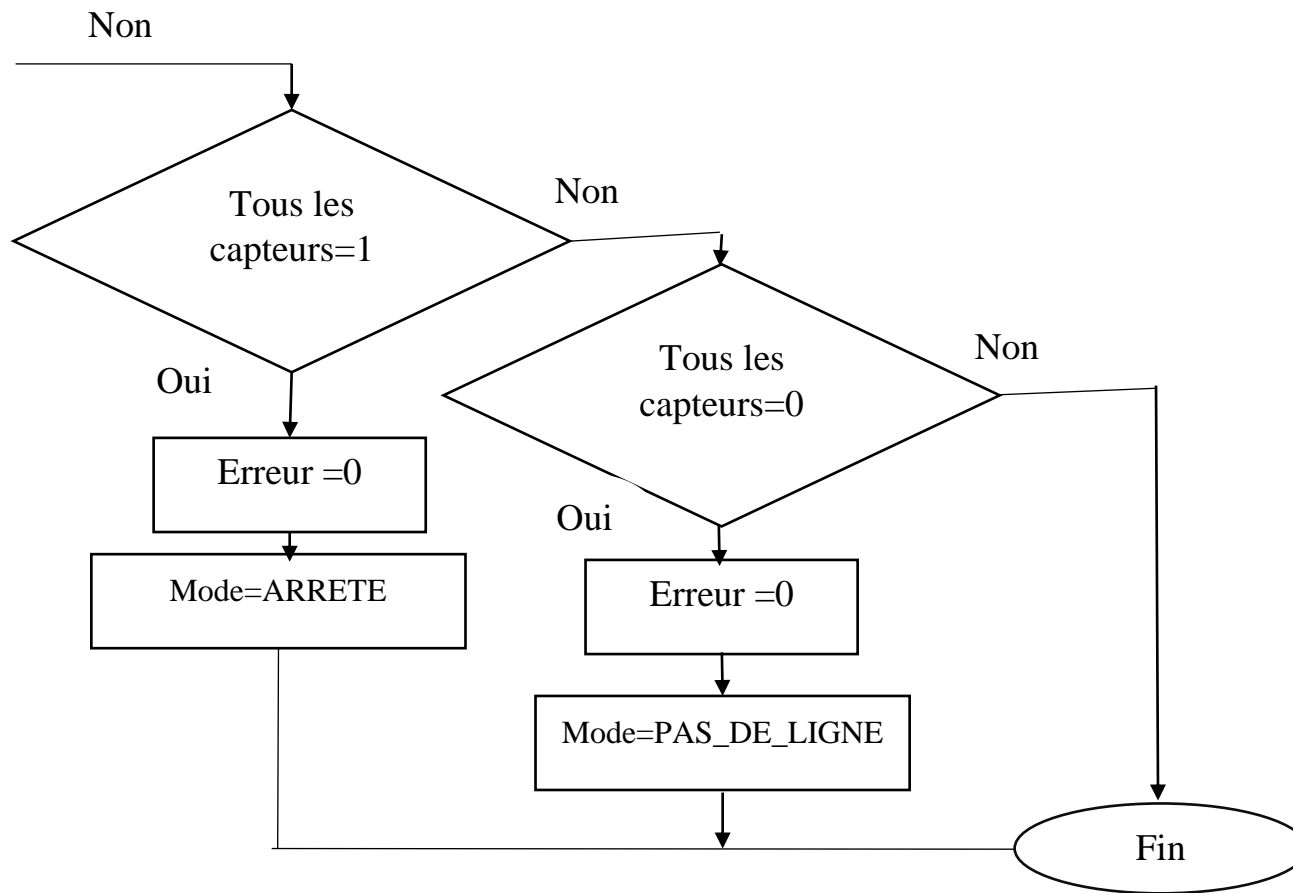 Non
Tous les
capteurs=1
Non
Oui
Tous les
capteurs=0
Non
Erreur =0
Oui
Mode=ARRETE
Erreur =0
Mode=PAS_DE_LIGNE
Fin